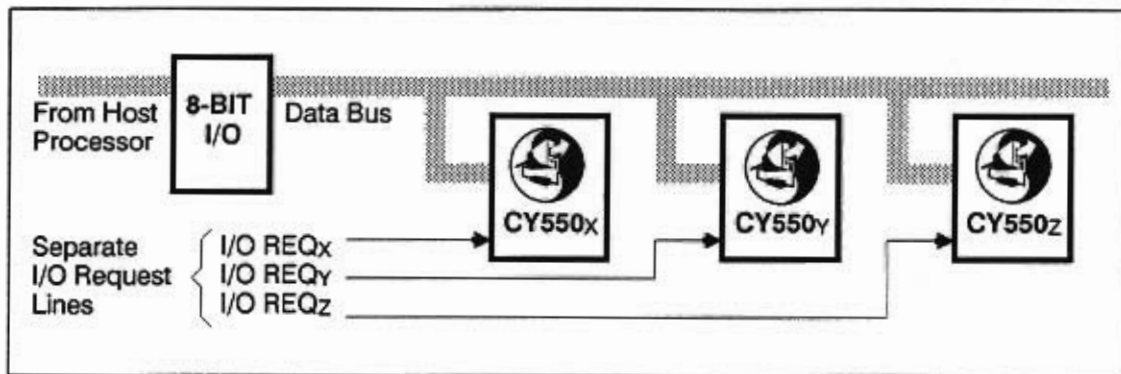 From Host
Processor
8-BIT
I/O
Data Bus
CY550X
CY550Y
CY550Z
Separate
I/O Request
Lines
I/O REQX
I/O REQY
I/O REQZ